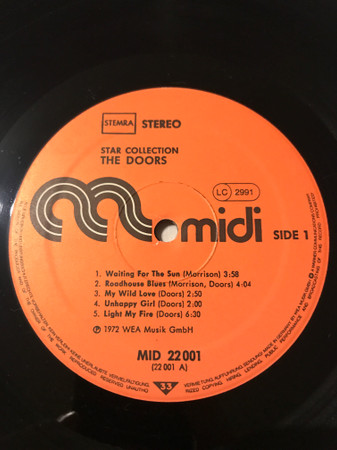 STEMRA STEREO
STAR COLLECTION
THE DOORS
LC 2991
midi
SIDE 1
1. Waiting For The Sun (Morrison) 3:58
2. Roadhouse Blues (Morrison, Doors) 4:04
3. My Wild Love (Doors) 2:50
4. Unhappy Girl (Doors) 2:00
5. Light My Fire (Doors) 6:30
Ⓟ 1972 WEA Musik GmbH
MID 22 001
(22 001 A)
33